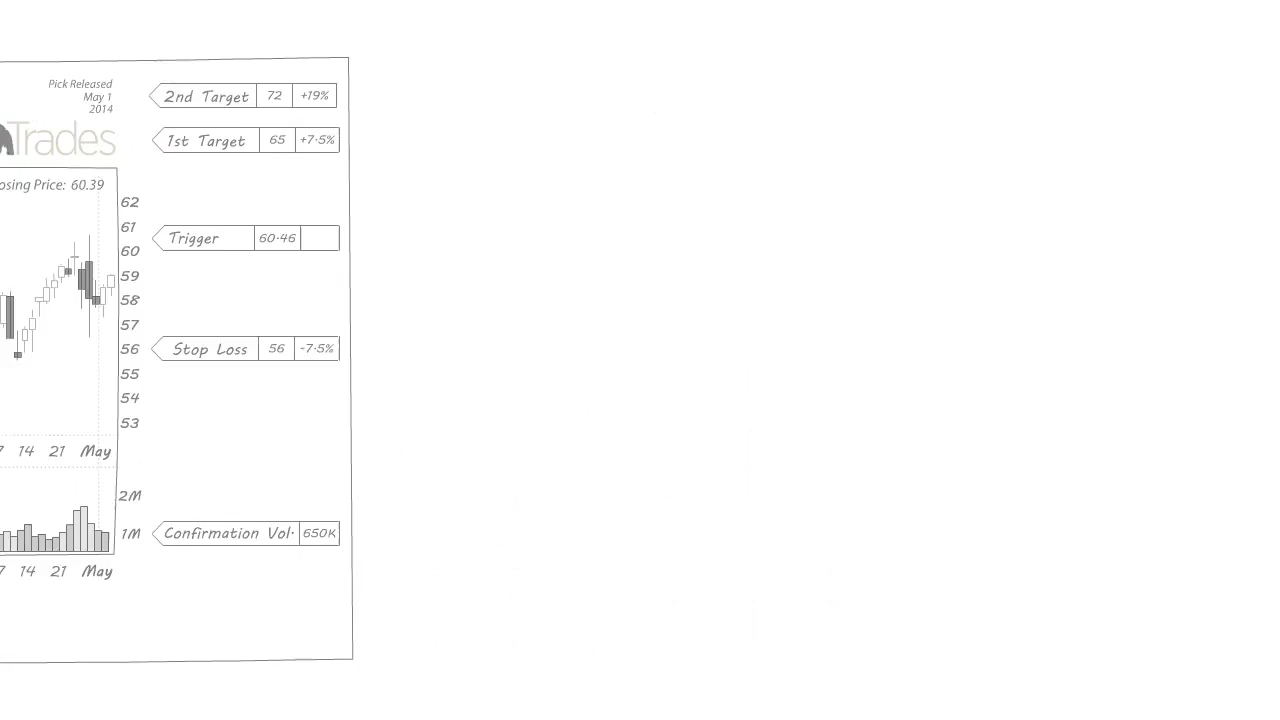 Pick Released
May 1
2014
Trades
osing Price: 60.39
62
61
60
59
58
57
56
55
54
53
7 14 21 May
2M
1M
7 14 21 May
2nd Target 72 +19%
1st Target 65 +7.5%
Trigger 60.46
Stop Loss 56 -7.5%
Confirmation Vol. 650K